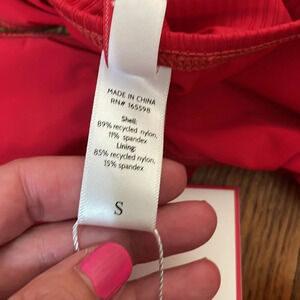 MADE IN CHINA
RN# 165598
Shell:
89% recycled nylon,
11% spandex
Lining:
85% recycled nylon,
15% spandex
S